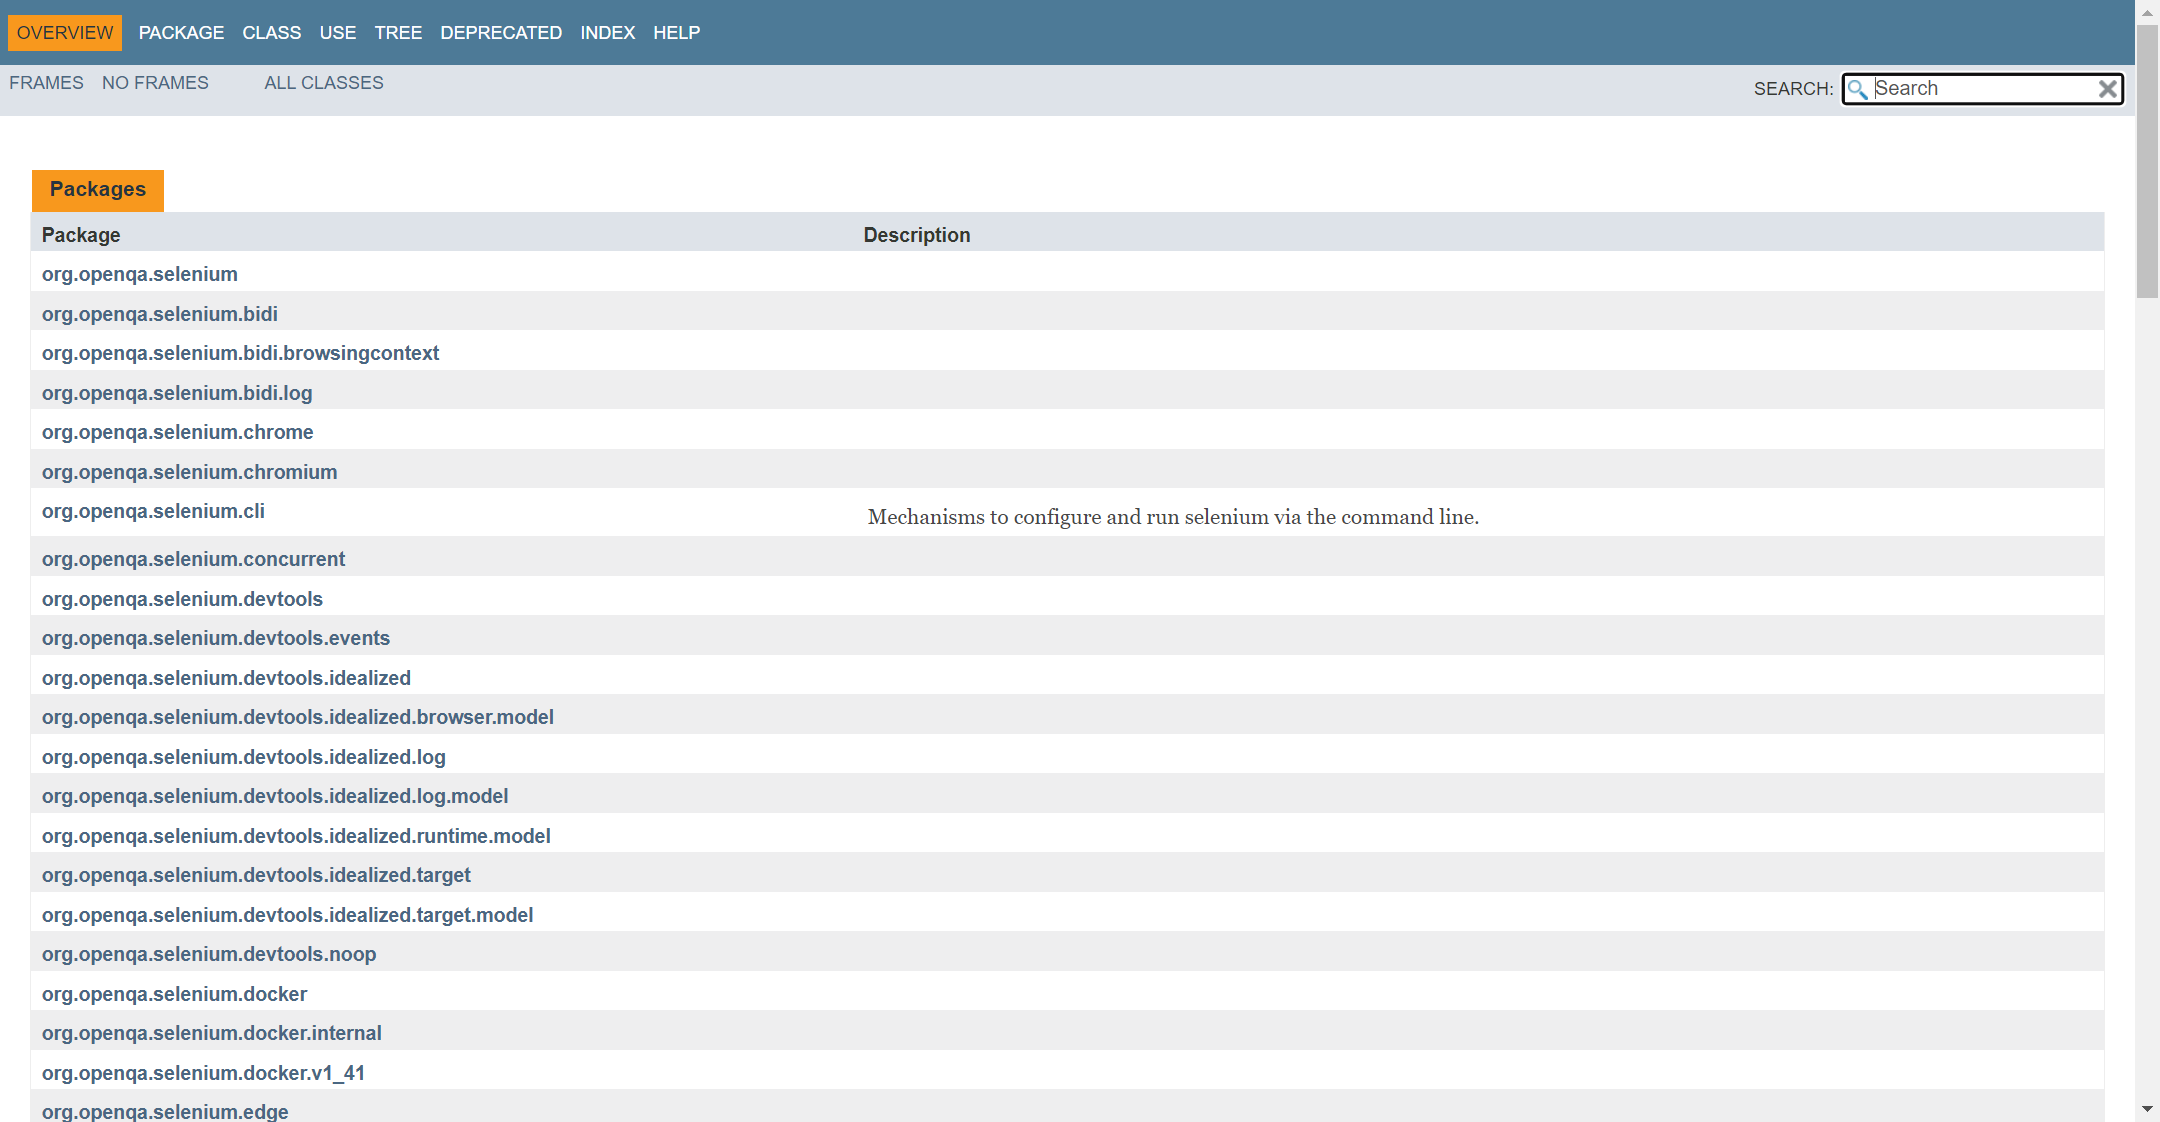 OVERVIEW PACKAGE CLASS USE TREE DEPRECATED INDEX HELP
FRAMES NO FRAMES ALL CLASSES SEARCH: Search
Packages
Package Description
org.openqa.selenium
org.openqa.selenium.bidi
org.openqa.selenium.bidi.browsingcontext
org.openqa.selenium.bidi.log
org.openqa.selenium.chrome
org.openqa.selenium.chromium
org.openqa.selenium.cli Mechanisms to configure and run selenium via the command line.
org.openqa.selenium.concurrent
org.openqa.selenium.devtools
org.openqa.selenium.devtools.events
org.openqa.selenium.devtools.idealized
org.openqa.selenium.devtools.idealized.browser.model
org.openqa.selenium.devtools.idealized.log
org.openqa.selenium.devtools.idealized.log.model
org.openqa.selenium.devtools.idealized.runtime.model
org.openqa.selenium.devtools.idealized.target
org.openqa.selenium.devtools.idealized.target.model
org.openqa.selenium.devtools.noop
org.openqa.selenium.docker
org.openqa.selenium.docker.internal
org.openqa.selenium.docker.v1_41
org.openqa.selenium.edge